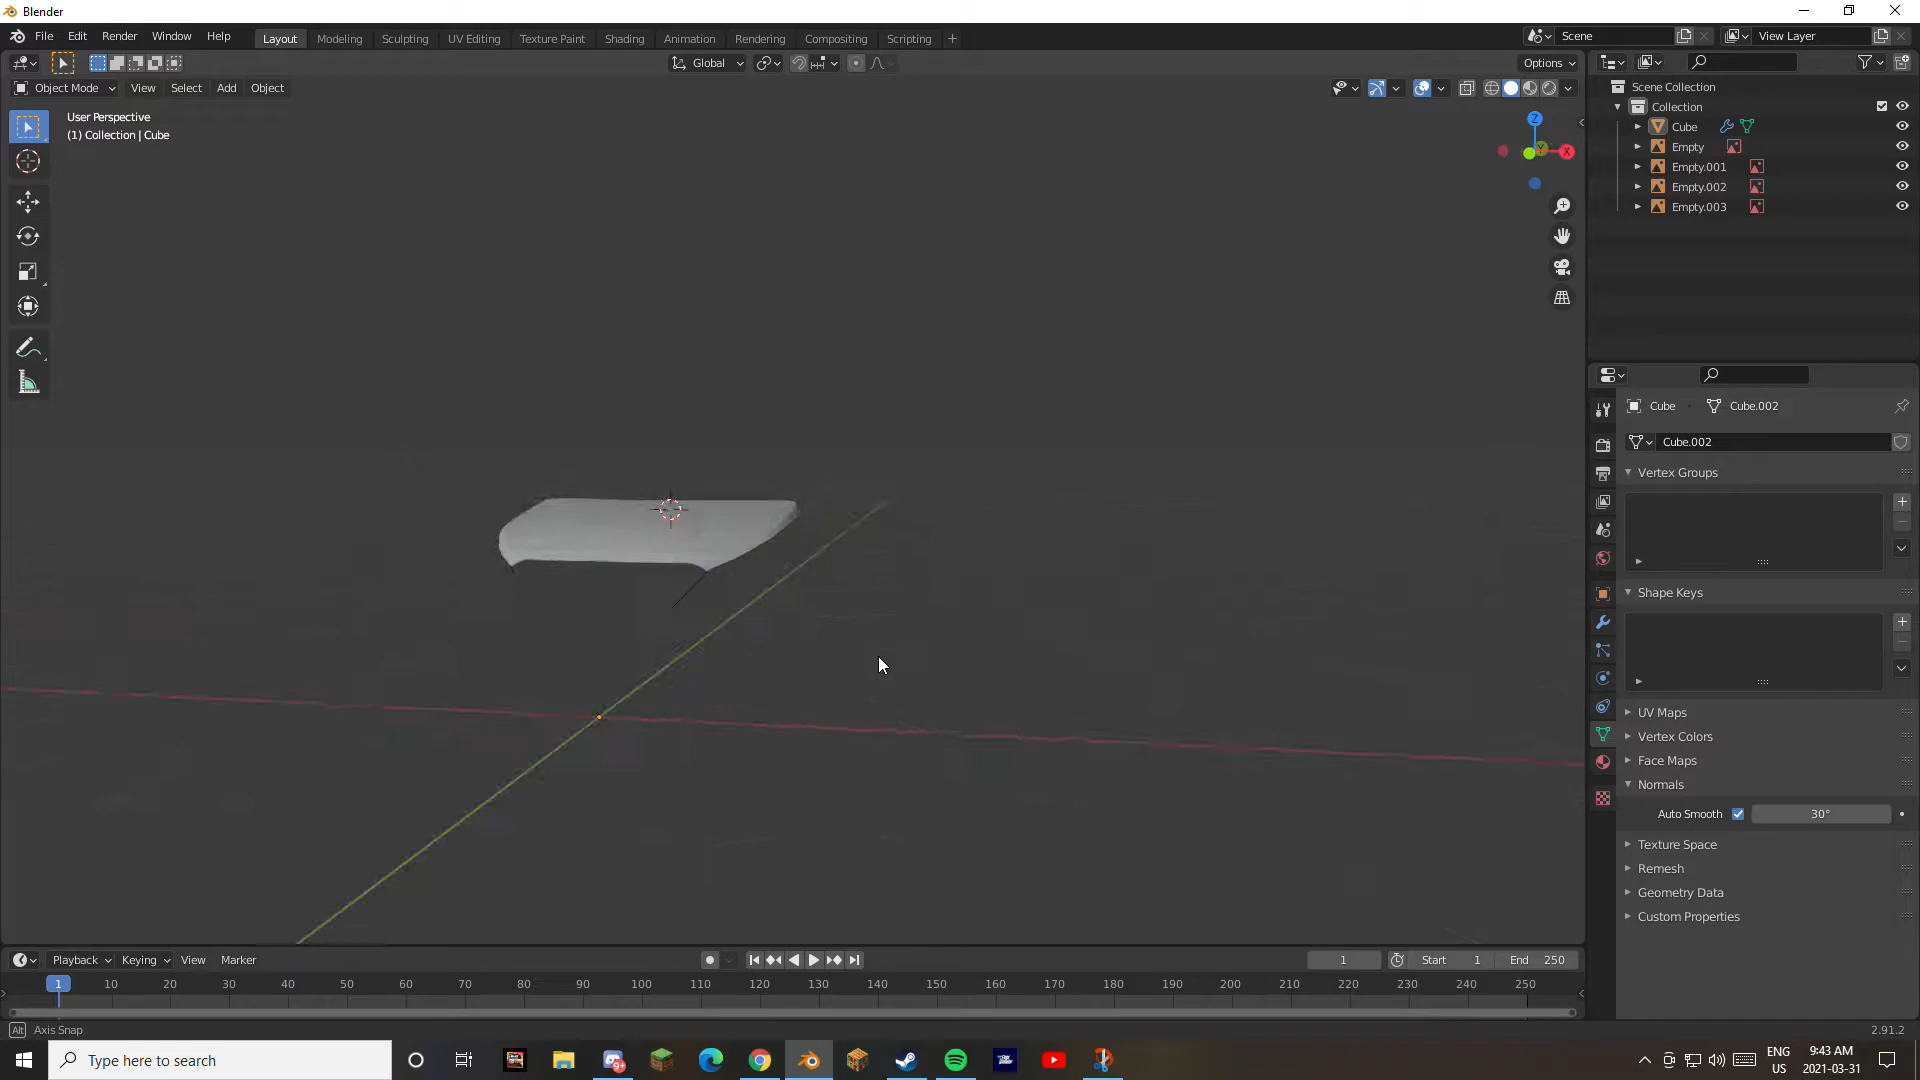 Blender
File Edit Render Window Help Layout Modeling Sculpting UV Editing Texture Paint Shading Animation Rendering Compositing Scripting + Scene View Layer
Global Options
Object Mode View Select Add Object
User Perspective
(1) Collection | Cube
Z
Y
X
Scene Collection
Collection
Cube
Empty
Empty.001
Empty.002
Empty.003
Cube Cube.002
Cube.002
Vertex Groups
Shape Keys
UV Maps
Vertex Colors
Face Maps
Normals
Auto Smooth 30°
Texture Space
Remesh
Geometry Data
Custom Properties
Playback Keying View Marker 1 Start 1 End 250
1 10 20 30 40 50 60 70 80 90 100 110 120 130 140 150 160 170 180 190 200 210 220 230 240 250
Alt Axis Snap 2.91.2
Type here to search
9+
ENG
US
9:43 AM
2021-03-31